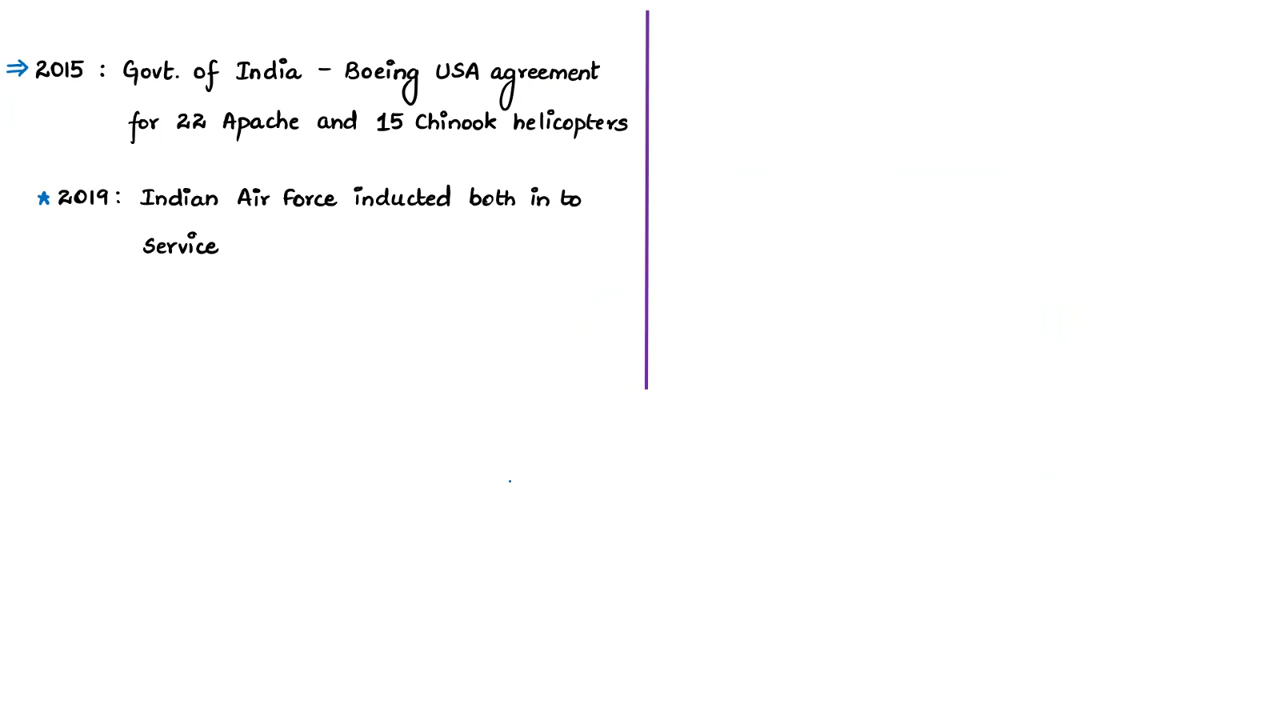 ⇒ 2015 : Govt. of India - Boeing USA agreement
for 22 Apache and 15 Chinook helicopters
* 2019 : Indian Air Force inducted both in to
Service